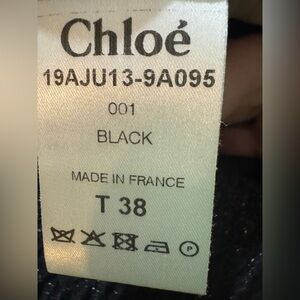 Chloé
19AJU13-9A095
001
BLACK
MADE IN FRANCE
T 38
P